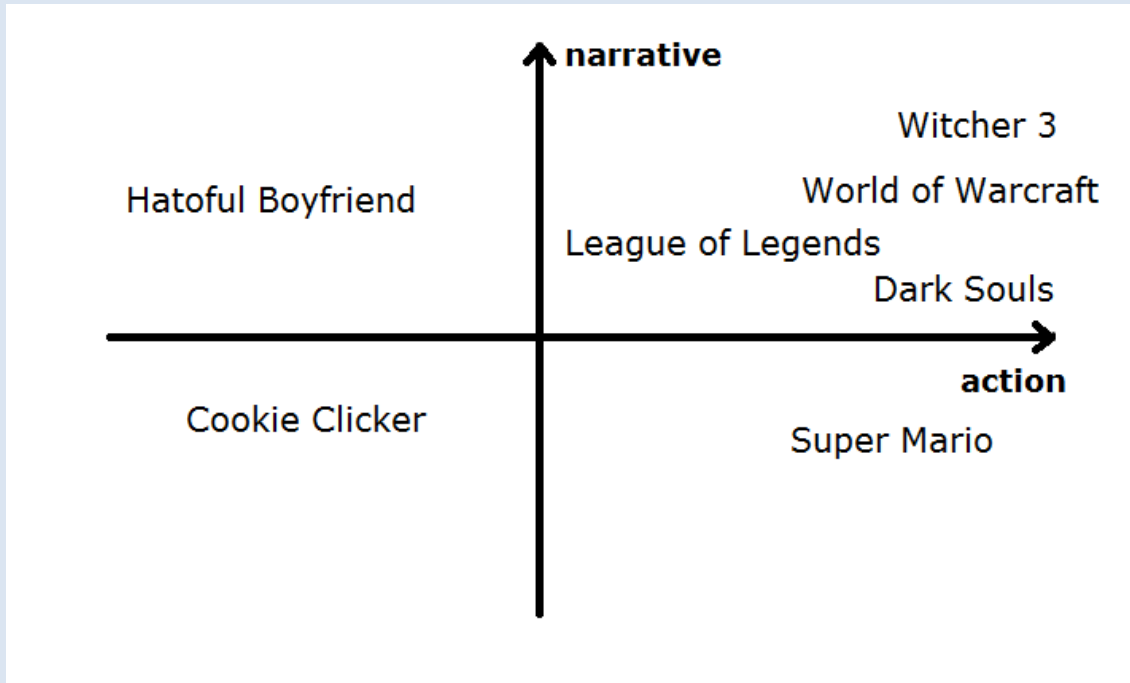 narrative
Witcher 3
World of Warcraft
Hatoful Boyfriend
League of Legends
Dark Souls
action
Cookie Clicker
Super Mario